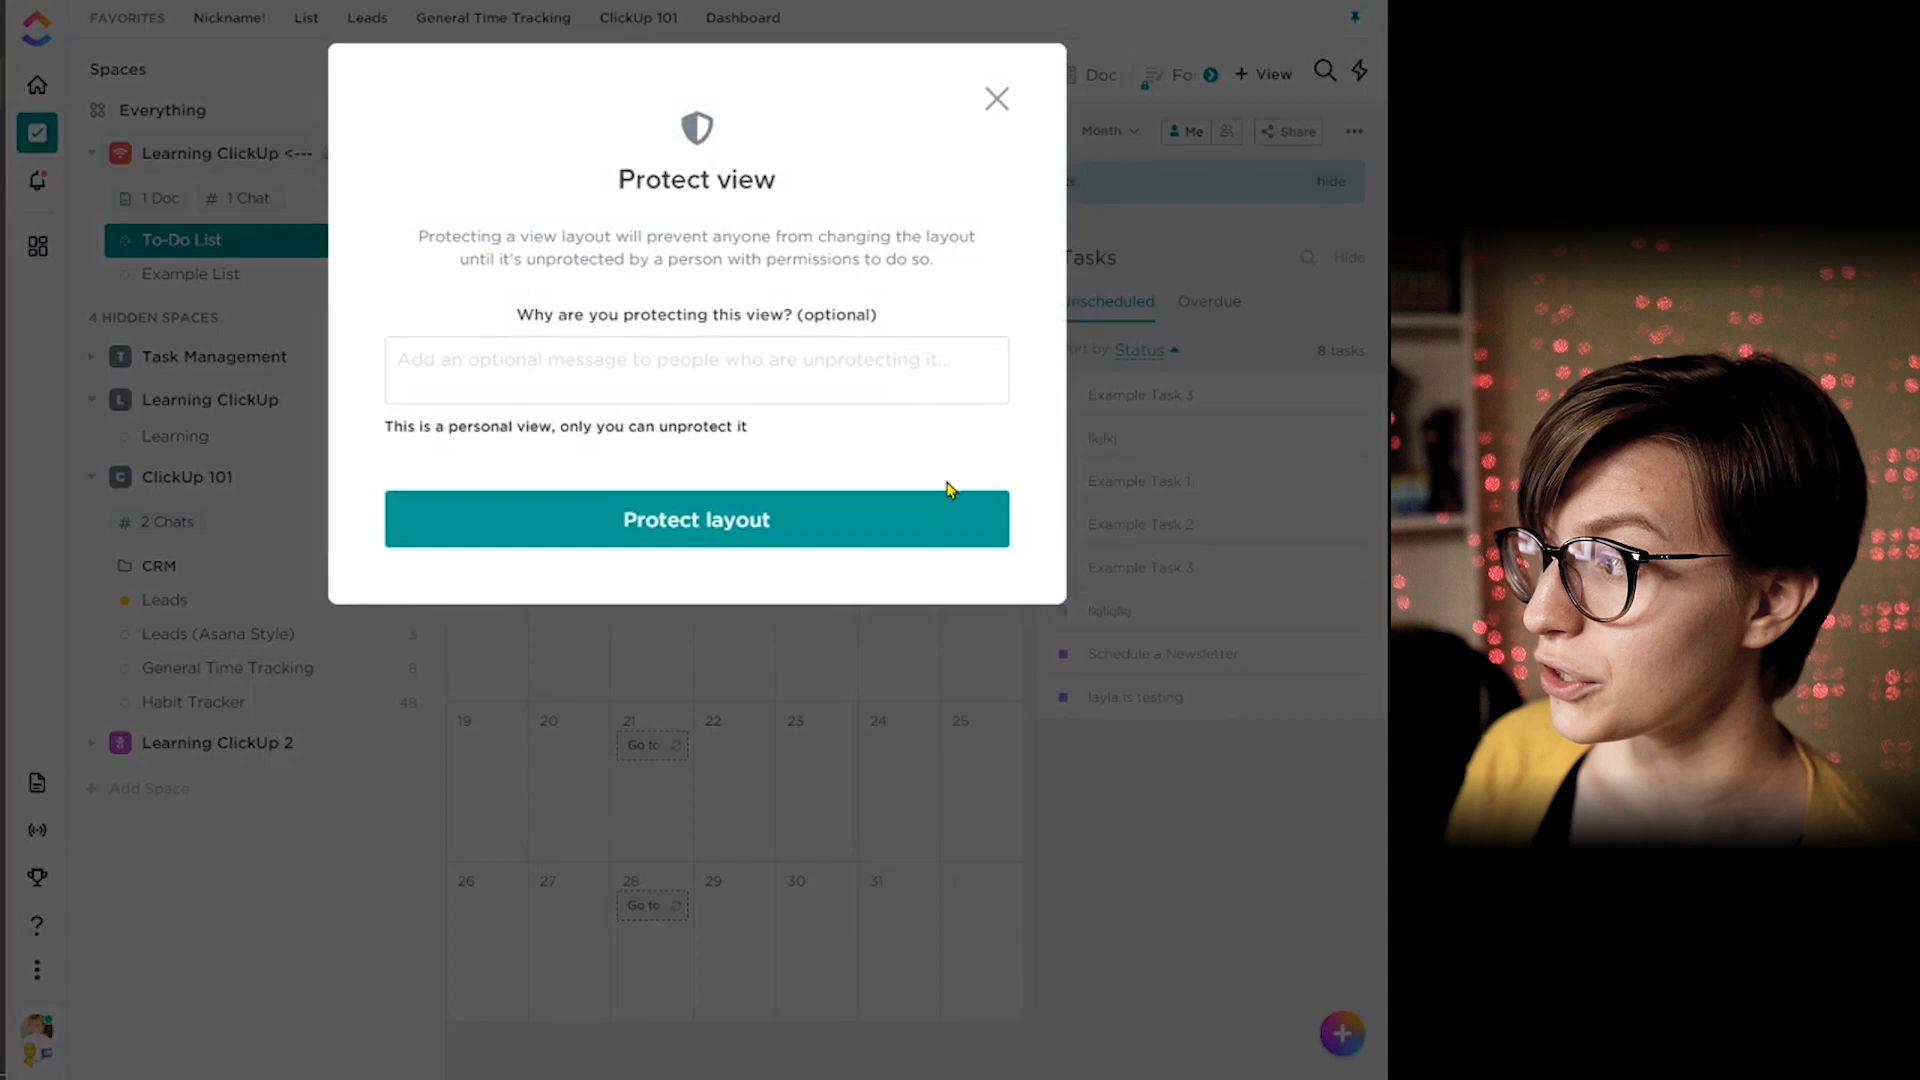 FAVORITES Nickname! List Leads General Time Tracking ClickUp 101 Dashboard
Spaces
Everything
Learning ClickUp <---
1 Doc # 1 Chat
To-Do List
Example List
4 HIDDEN SPACES
T Task Management
L Learning ClickUp
Learning
C ClickUp 101
# 2 Chats
CRM
Leads
Leads (Asana Style) 3
General Time Tracking 8
Habit Tracker 48
Learning ClickUp 2
+ Add Space
Protect view
Protecting a view layout will prevent anyone from changing the layout
until it's unprotected by a person with permissions to do so.
Why are you protecting this view? (optional)
Add an optional message to people who are unprotecting it...
This is a personal view, only you can unprotect it
Protect layout
Doc Fo + View
Month Me Share
hide
Tasks
Hide
Unscheduled Overdue
Sort by Status 8 tasks
Example Task 3
lkjlkj
Example Task 1
Example Task 2
Example Task 3
lkjlkjlkj
Schedule a Newsletter
layla is testing
19 20 21 22 23 24 25
Go to
26 27 28 29 30 31
Go to